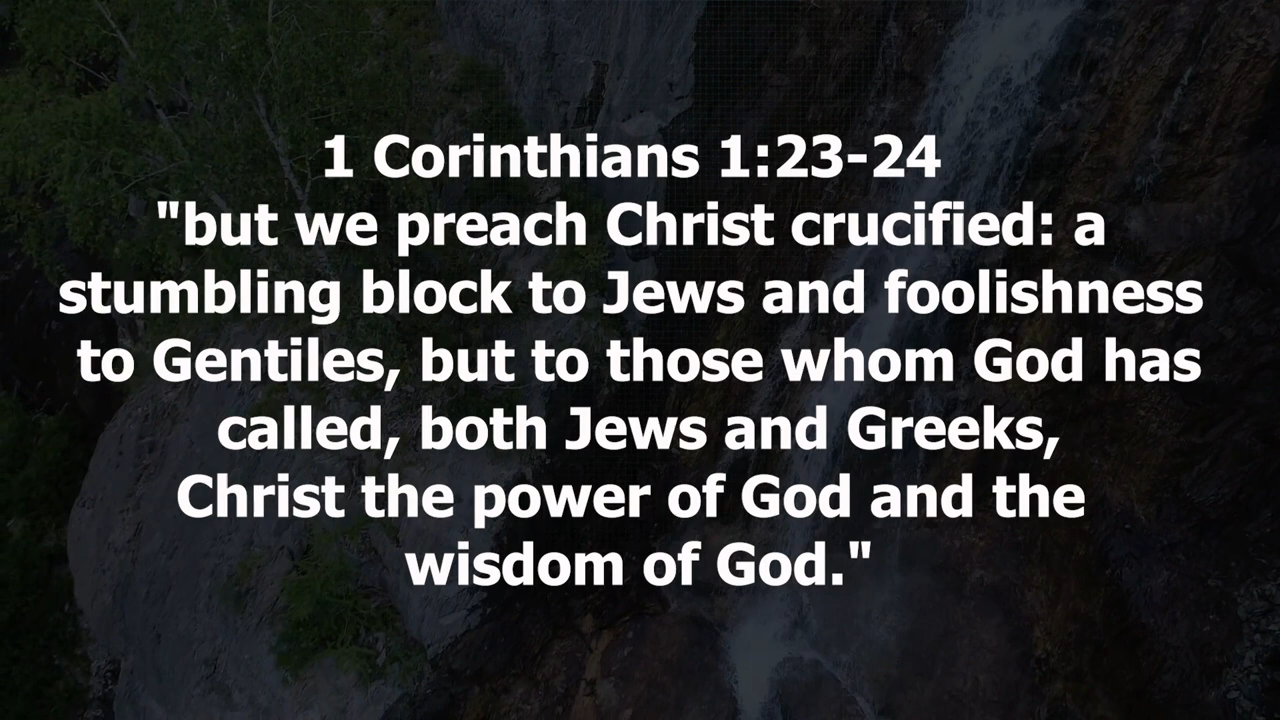 1 Corinthians 1:23-24
"but we preach Christ crucified: a
stumbling block to Jews and foolishness
to Gentiles, but to those whom God has
called, both Jews and Greeks,
Christ the power of God and the
wisdom of God."